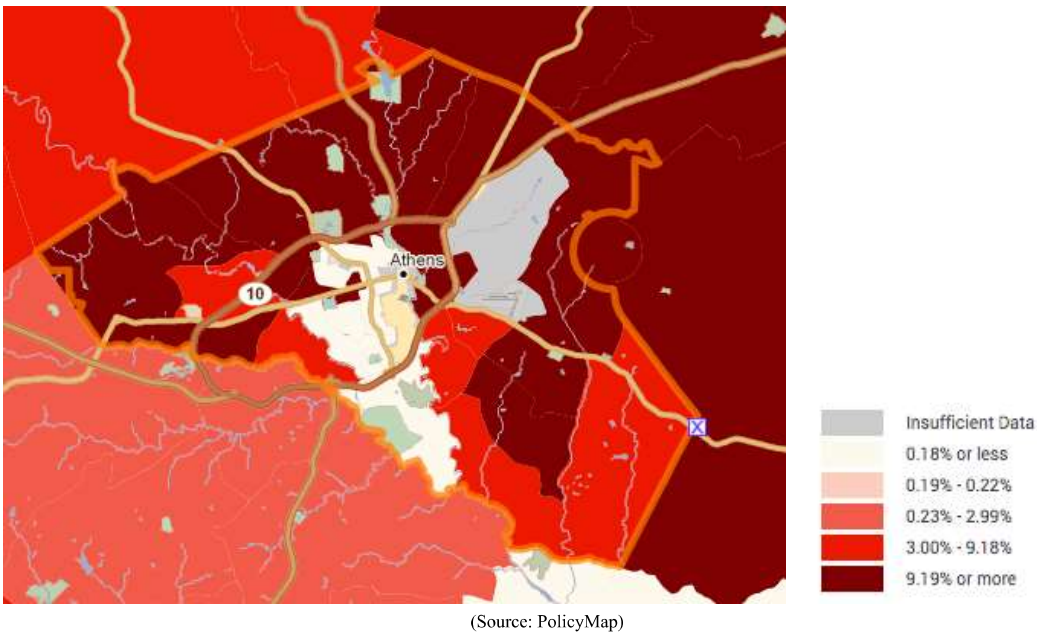 Athens
10
Insufficient Data
0.18% or less
0.19% - 0.22%
0.23% - 2.99%
3.00% - 9.18%
9.19% or more
(Source: PolicyMap)